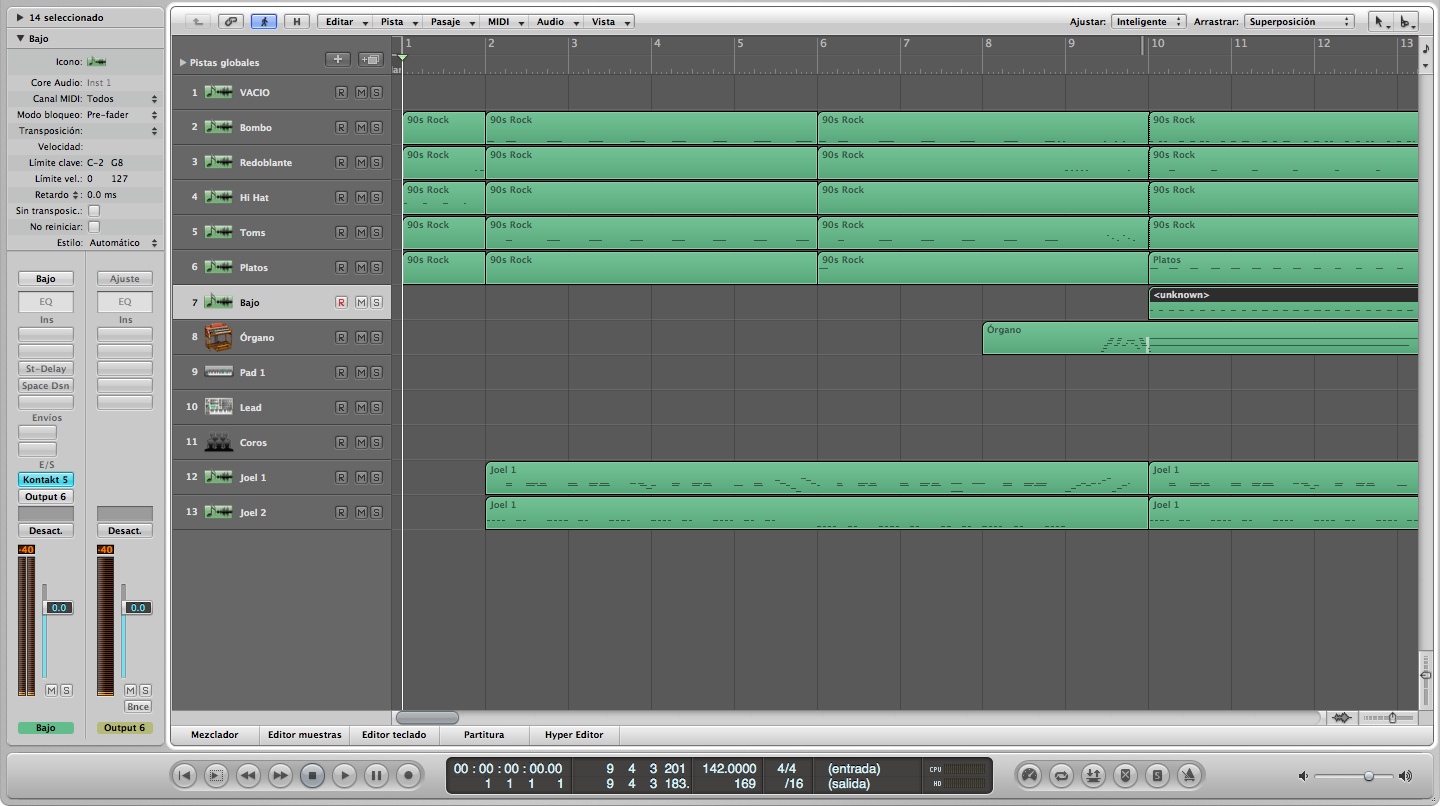 14 seleccionado
Bajo
Icono:
Core Audio: Inst 1
Canal MIDI: Todos
Modo bloqueo: Pre-fader
Transposición:
Velocidad:
Límite clave: C-2 G8
Límite vel.: 0 127
Retardo : 0.0 ms
Sin transposic.:
No reiniciar:
Estilo: Automático
Bajo Ajuste
EQ EQ
Ins Ins
St-Delay
Space Dsn
Envíos
E/S
Kontakt 5
Output 6
Desact. Desact.
-40 -40
0.0 0.0
M S M S
Bnce
Bajo Output 6
H Editar Pista Pasaje MIDI Audio Vista Ajustar: Inteligente Arrastrar: Superposición
1 2 3 4 5 6 7 8 9 10 11 12 13
Pistas globales
1 VACIO R M S
2 Bombo R M S 90s Rock 90s Rock 90s Rock 90s Rock
3 Redoblante R M S 90s Rock 90s Rock 90s Rock 90s Rock
4 Hi Hat R M S 90s Rock 90s Rock 90s Rock 90s Rock
5 Toms R M S 90s Rock 90s Rock 90s Rock 90s Rock
6 Platos R M S 90s Rock 90s Rock 90s Rock Platos
7 Bajo R M S <unknown>
8 Órgano R M S Órgano
9 Pad 1 R M S
10 Lead R M S
11 Coros R M S
12 Joel 1 R M S Joel 1 Joel 1
13 Joel 2 R M S Joel 1 Joel 1
Mezclador Editor muestras Editor teclado Partitura Hyper Editor
00 : 00 : 00 : 00.00 9 4 3 201 142.0000 4/4 (entrada) CPU
1 1 1 1 9 4 3 183. 169 /16 (salida) HD
S